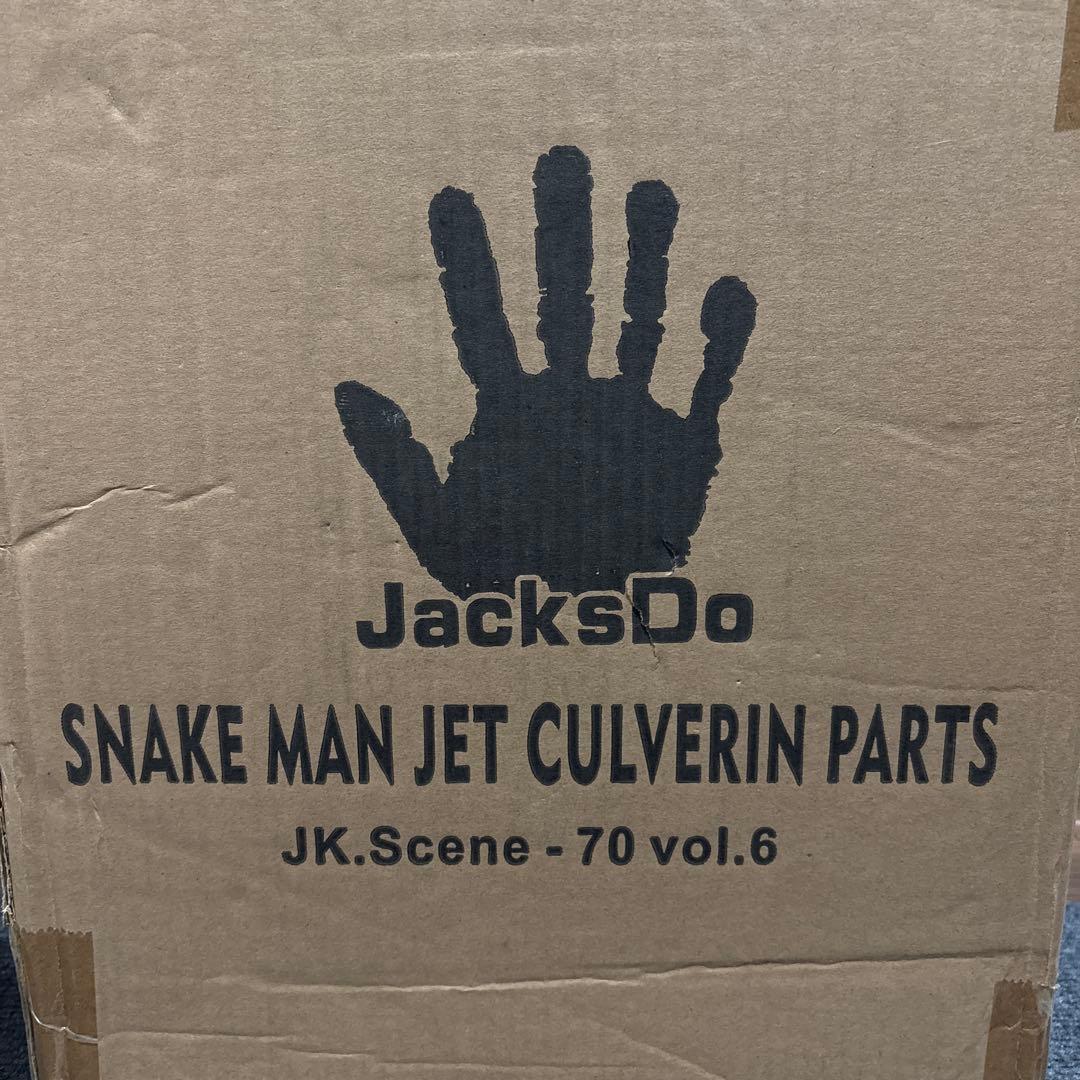 JacksDo
SNAKE MAN JET CULVERIN PARTS
JK.Scene - 70 vol.6